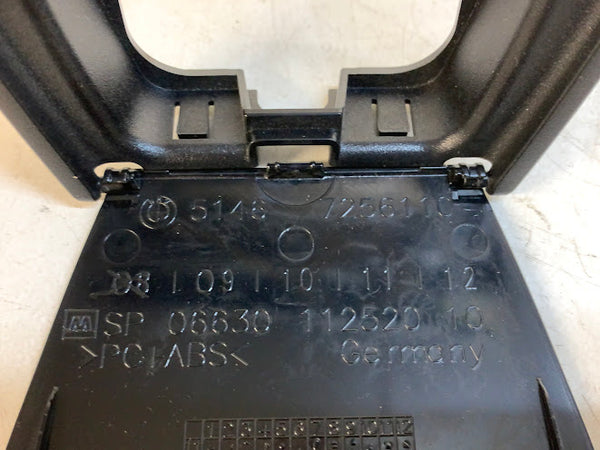 5146 7256110-
08 | 09 | 10 | 11 | 12
M SP 06630 112520 10
>PC+ABS< Germany
1 2 3 4 5 6 7 8 9 10 11 12